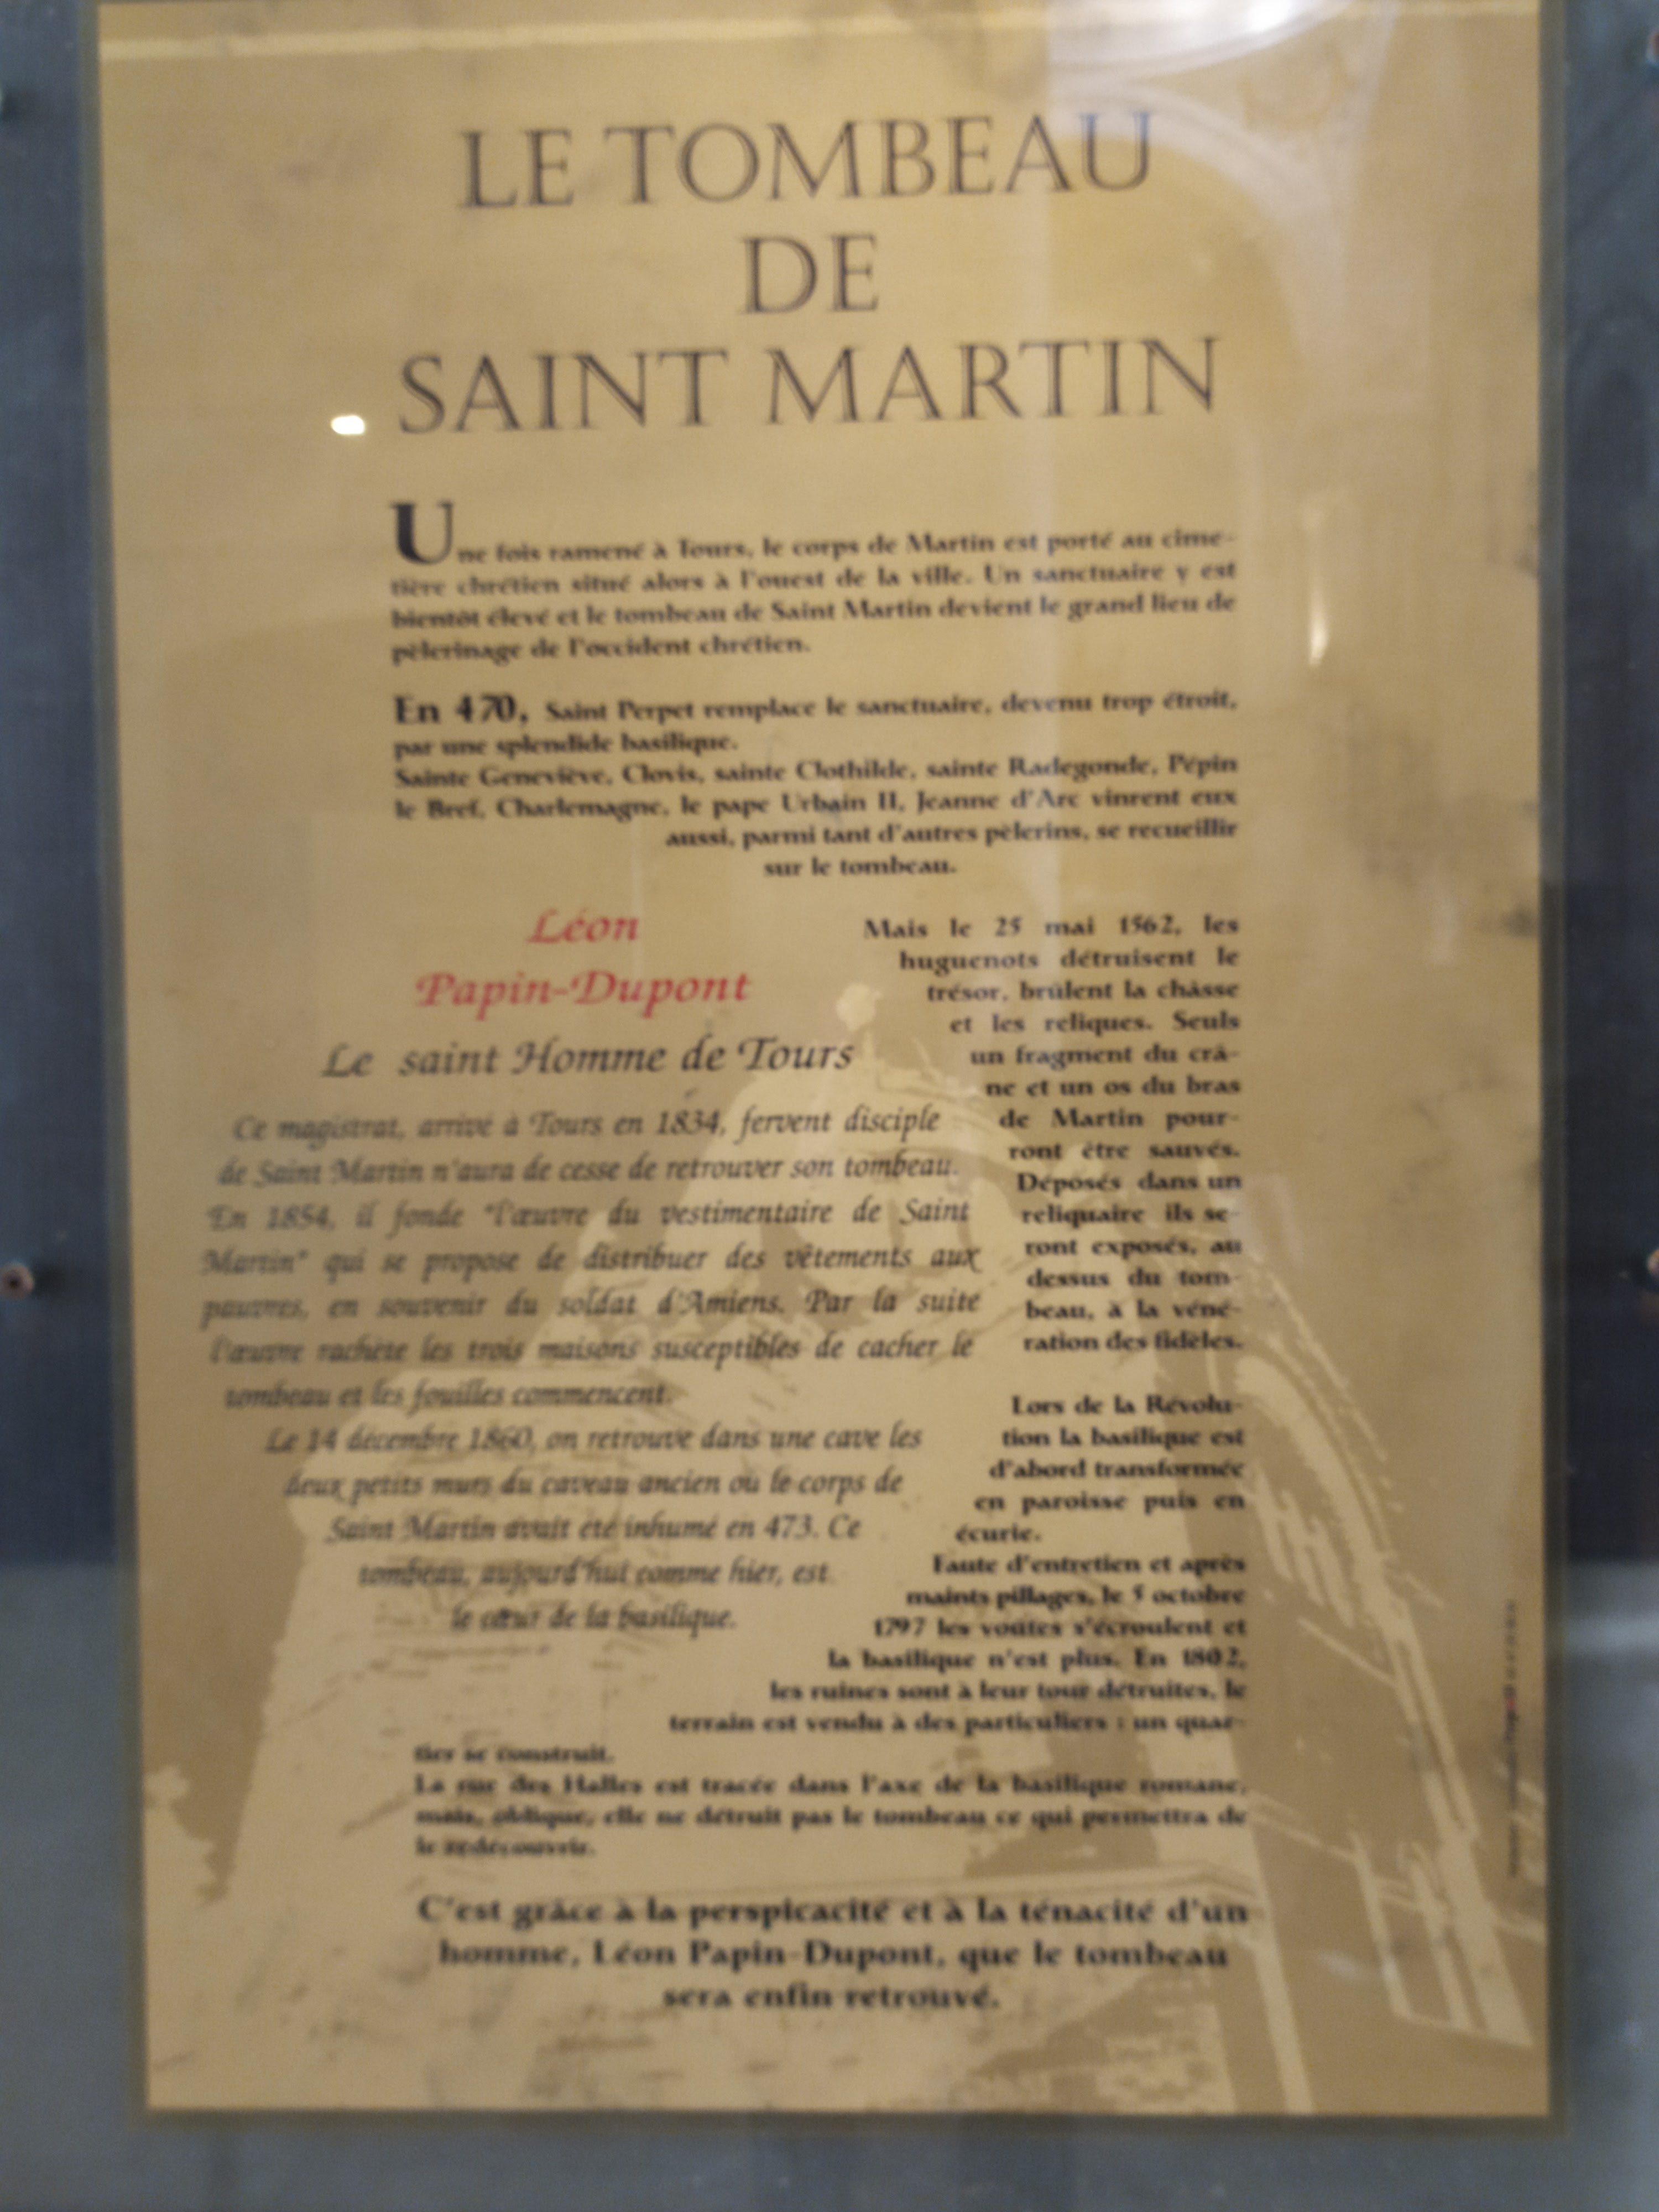 LE TOMBEAU
DE
SAINT MARTIN
Une fois ramené à Tours, le corps de Martin est porté au cime-
tière chrétien situé alors à l'ouest de la ville. Un sanctuaire y est
bientôt élevé et le tombeau de Saint Martin devient le grand lieu de
pèlerinage de l'occident chrétien.
En 470, Saint Perpet remplace le sanctuaire, devenu trop étroit,
par une splendide basilique.
Sainte Geneviève, Clovis, sainte Clothilde, sainte Radegonde, Pépin
le Bref, Charlemagne, le pape Urbain II, Jeanne d'Arc vinrent eux
aussi, parmi tant d'autres pèlerins, se recueillir
sur le tombeau.
Léon
Papin-Dupont
Le saint Homme de Tours
Ce magistrat, arrivé à Tours en 1834, fervent disciple
de Saint Martin n'aura de cesse de retrouver son tombeau.
En 1854, il fonde "l'œuvre du vestimentaire de Saint
Martin" qui se propose de distribuer des vêtements aux
pauvres, en souvenir du soldat d'Amiens. Par la suite
l'œuvre rachète les trois maisons susceptibles de cacher le
tombeau et les fouilles commencent.
Le 14 décembre 1860, on retrouve dans une cave les
deux petits murs du caveau ancien où le corps de
Saint Martin avait été inhumé en 473. Ce
tombeau, aujourd'hui comme hier, est
le cœur de la basilique.
Mais le 25 mai 1562, les
huguenots détruisent le
trésor, brûlent la châsse
et les reliques. Seuls
un fragment du crâ-
ne et un os du bras
de Martin pour-
ront être sauvés.
Déposés dans un
reliquaire ils se-
ront exposés, au
dessus du tom-
beau, à la véné-
ration des fidèles.
Lors de la Révolu-
tion la basilique est
d'abord transformée
en paroisse puis en
écurie.
Faute d'entretien et après
maints pillages, le 5 octobre
1797 les voûtes s'écroulent et
la basilique n'est plus. En 1802,
les ruines sont à leur tour détruites, le
terrain est vendu à des particuliers : un quar-
tier se construit.
La rue des Halles est tracée dans l'axe de la basilique romane,
mais, oblique, elle ne détruit pas le tombeau ce qui permettra de
le redécouvrir.
C'est grâce à la perspicacité et à la ténacité d'un
homme, Léon Papin-Dupont, que le tombeau
sera enfin retrouvé.